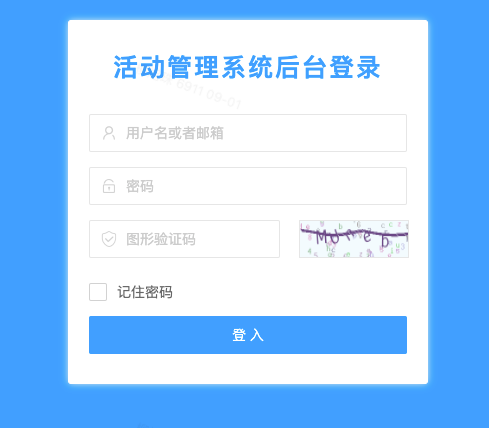 活动管理系统后台登录
用户名或者邮箱
密码
图形验证码
记住密码
登 入